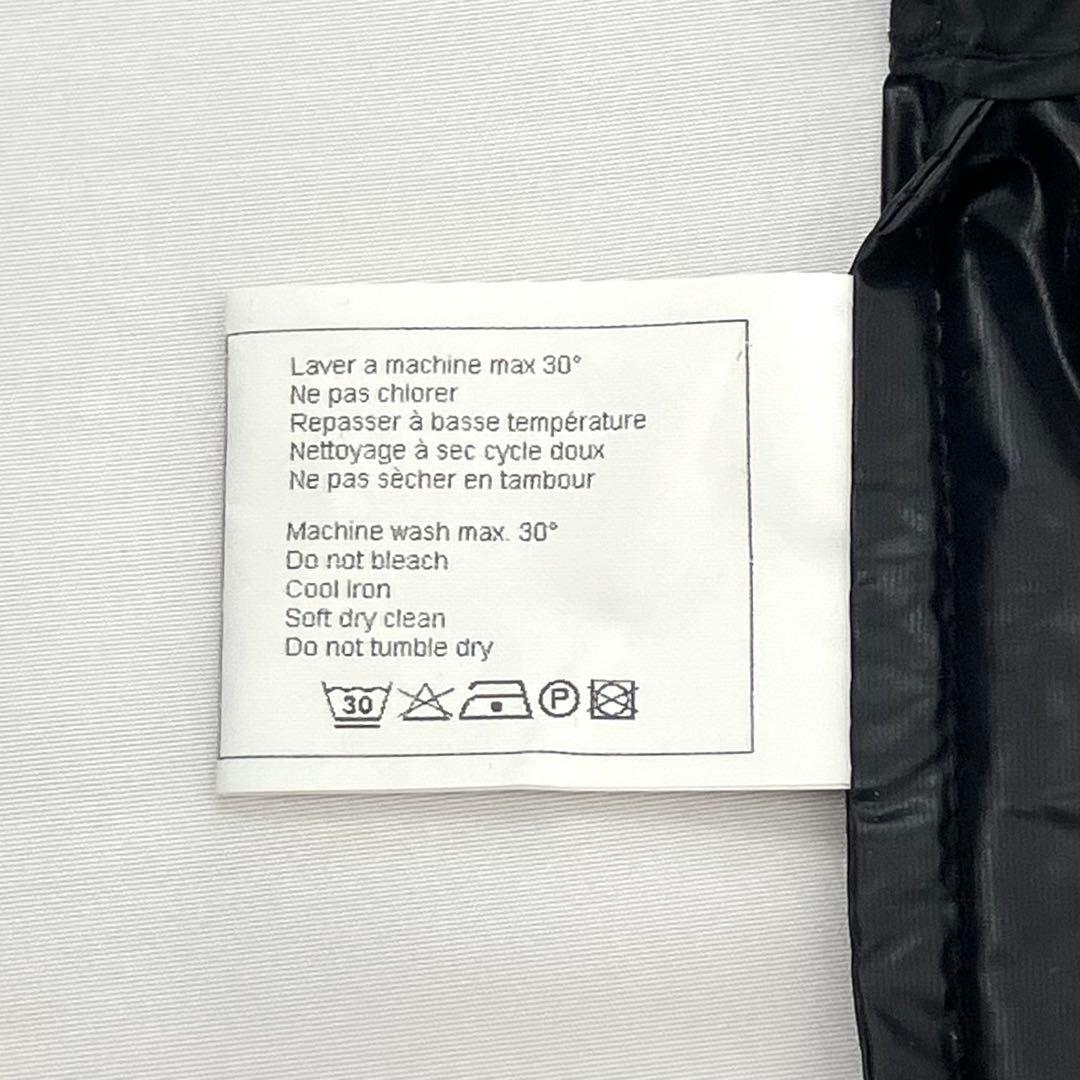 Laver a machine max 30°
Ne pas chlorer
Repasser à basse température
Nettoyage à sec cycle doux
Ne pas sècher en tambour
Machine wash max. 30°
Do not bleach
Cool Iron
Soft dry clean
Do not tumble dry
30 P